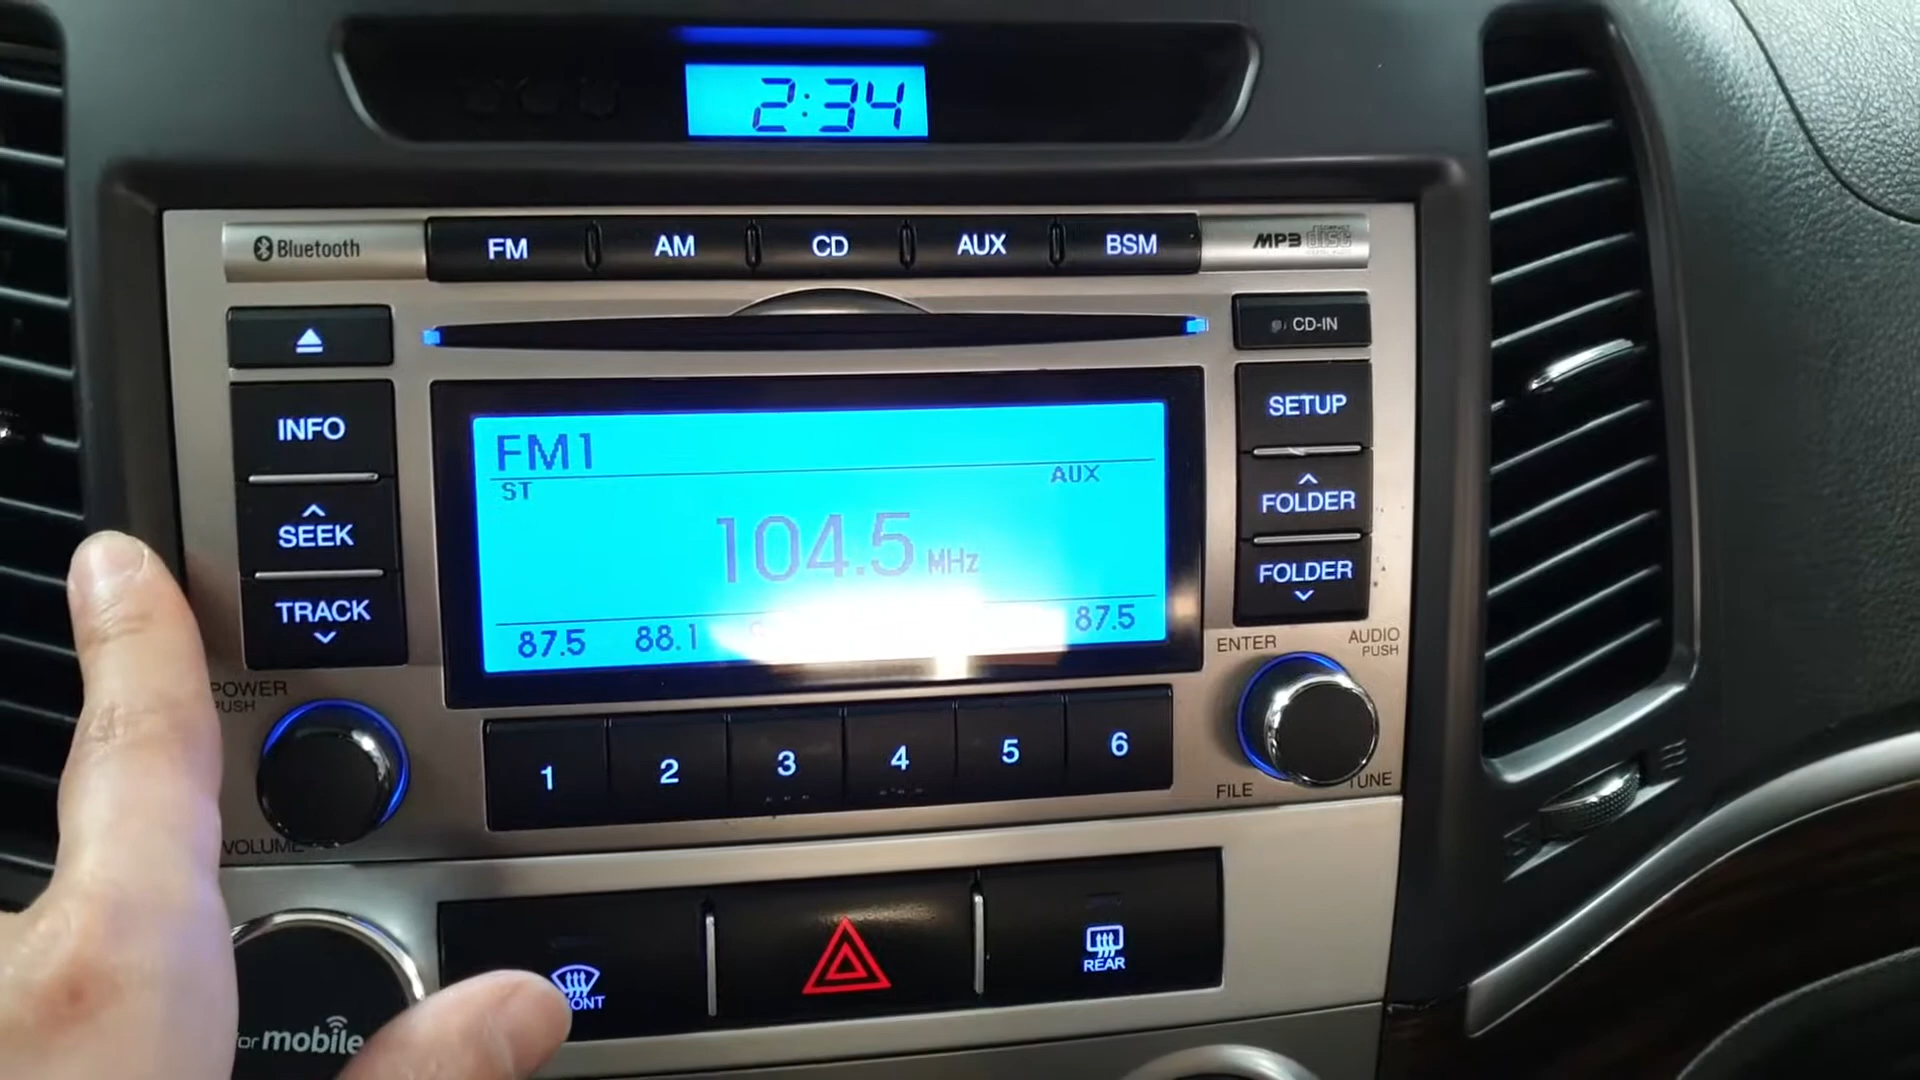 2:34
Bluetooth
FM AM CD AUX BSM
MP3 disc
CD-IN
INFO
SETUP
FM1
ST AUX
SEEK
FOLDER
104.5 MHz
TRACK
FOLDER
87.5 88.1 87.5
POWER
PUSH
ENTER
AUDIO
PUSH
1 2 3 4 5 6
VOLUME
FILE
TUNE
REAR
for mobile